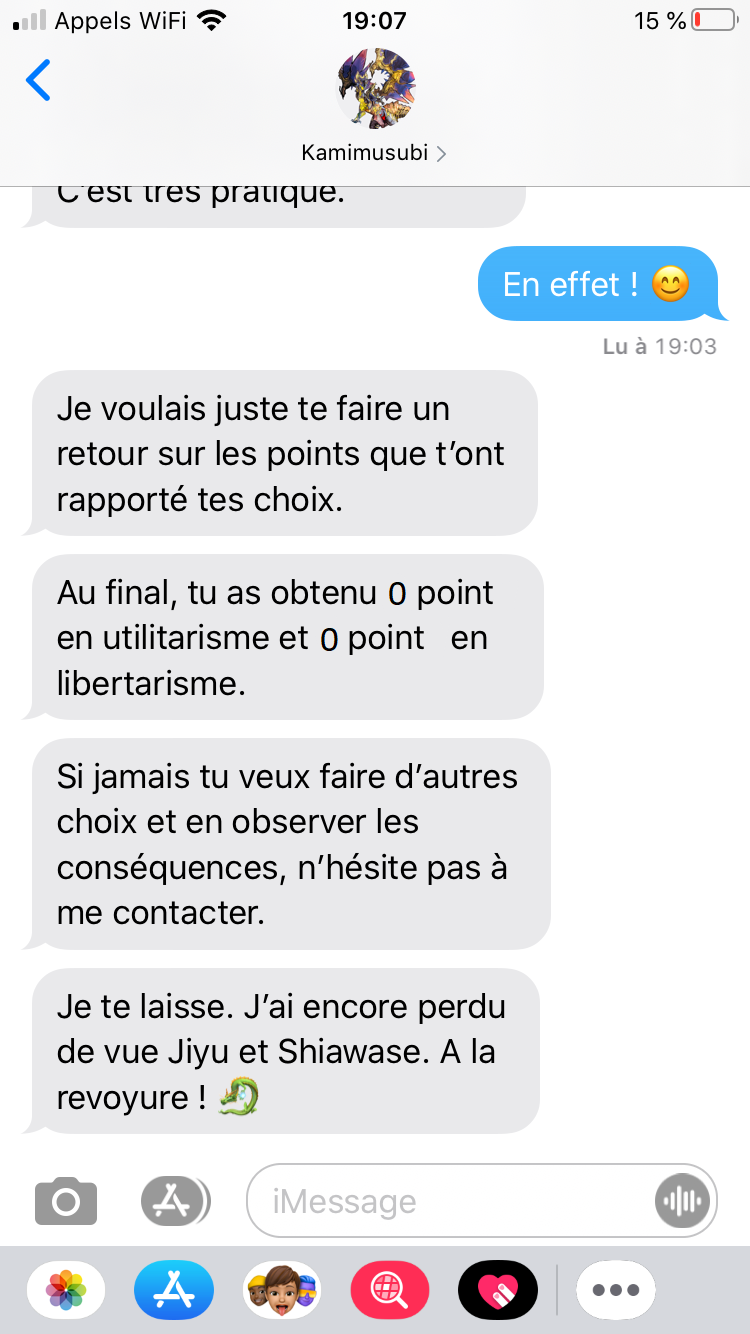 Appels WiFi 19:07 15 %
Kamimusubi
C'est très pratique.
En effet ! 😊
Lu à 19:03
Je voulais juste te faire un
retour sur les points que t’ont
rapporté tes choix.
Au final, tu as obtenu 0 point
en utilitarisme et 0 point en
libertarisme.
Si jamais tu veux faire d’autres
choix et en observer les
conséquences, n’hésite pas à
me contacter.
Je te laisse. J’ai encore perdu
de vue Jiyu et Shiawase. A la
revoyure ! 🐉
iMessage